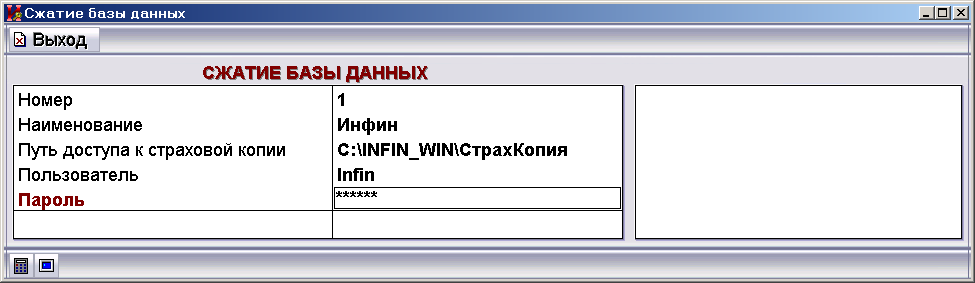 Сжатие базы данных
Выход
СЖАТИЕ БАЗЫ ДАННЫХ
Номер 1
Наименование Инфин
Путь доступа к страховой копии C:\INFIN_WIN\СтрахКопия
Пользователь Infin
Пароль ******